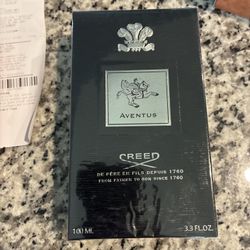 AVENTUS
CREED
DE PÈRE EN FILS DEPUIS 1760
FROM FATHER TO SON SINCE 1760
100 ML
3.3 FL.OZ.